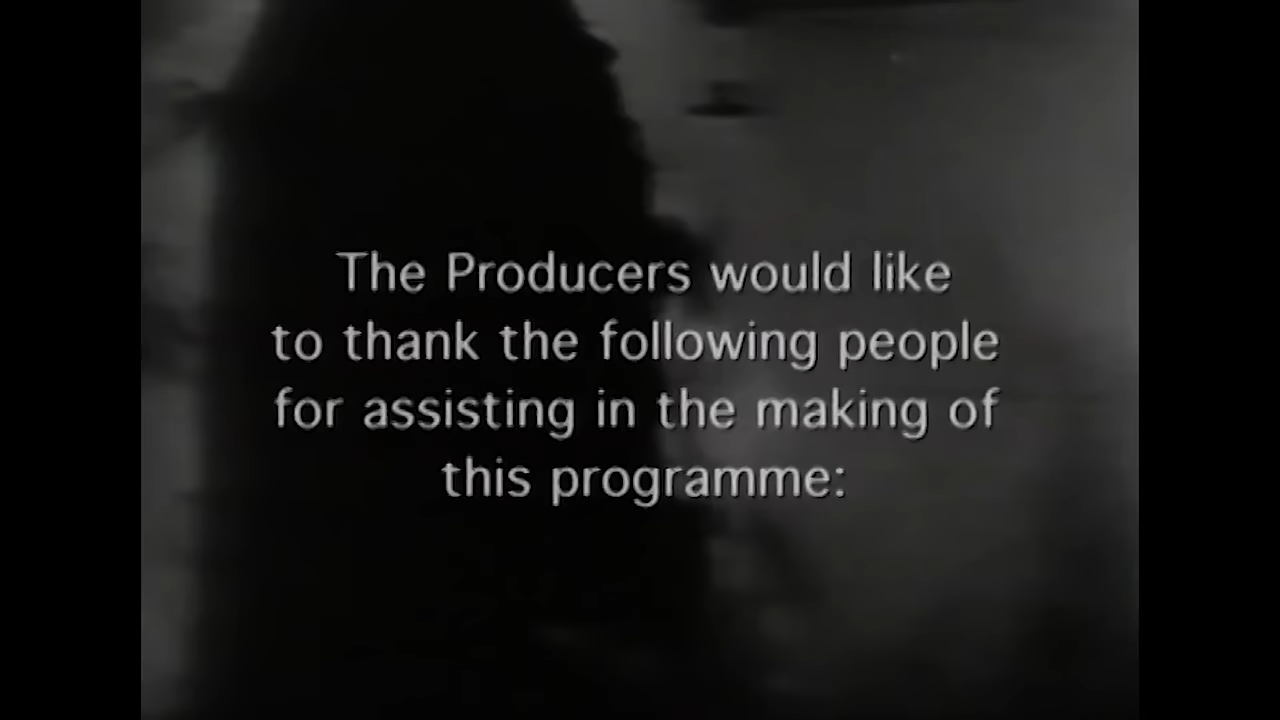 The Producers would like
to thank the following people
for assisting in the making of
this programme: